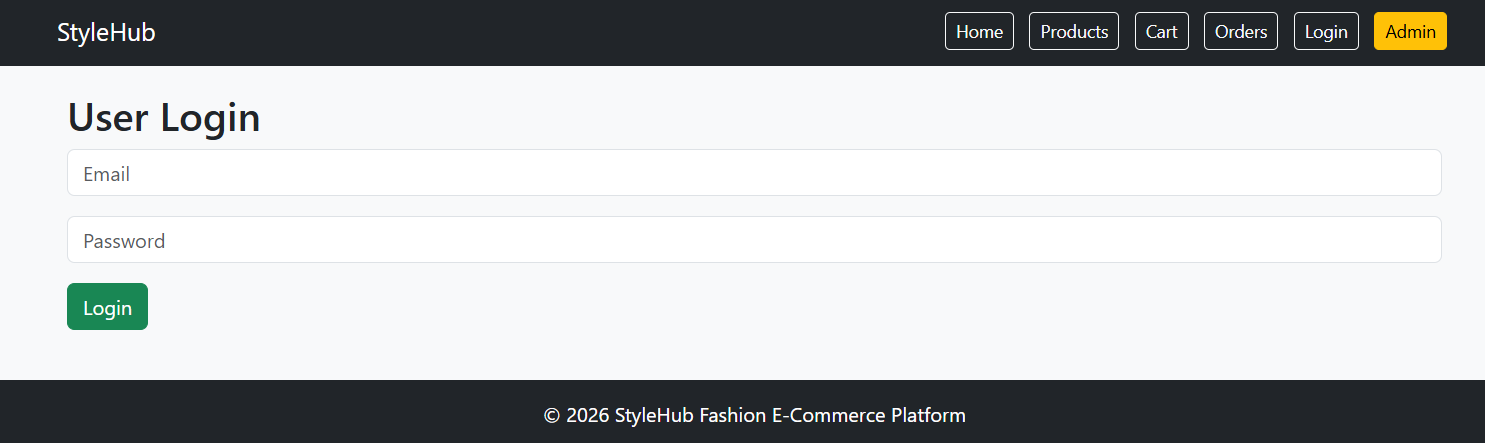 StyleHub Home Products Cart Orders Login Admin
User Login
Email
Password
Login
© 2026 StyleHub Fashion E-Commerce Platform